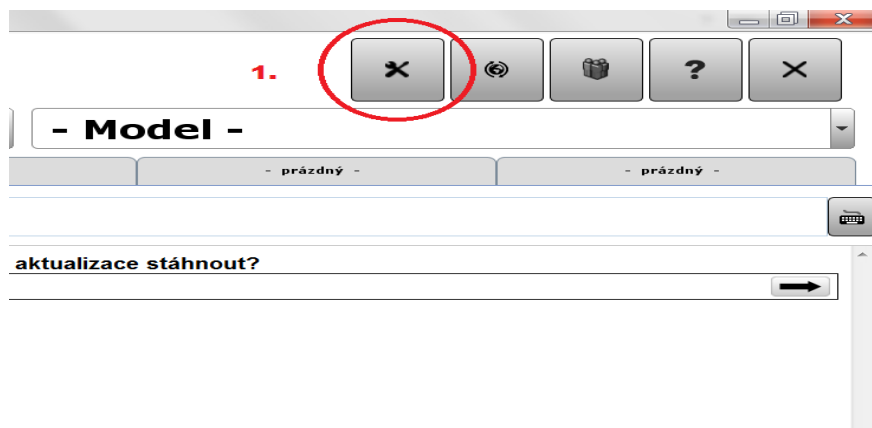 1.
?
- Model -
- prázdný -
- prázdný -
aktualizace stáhnout?